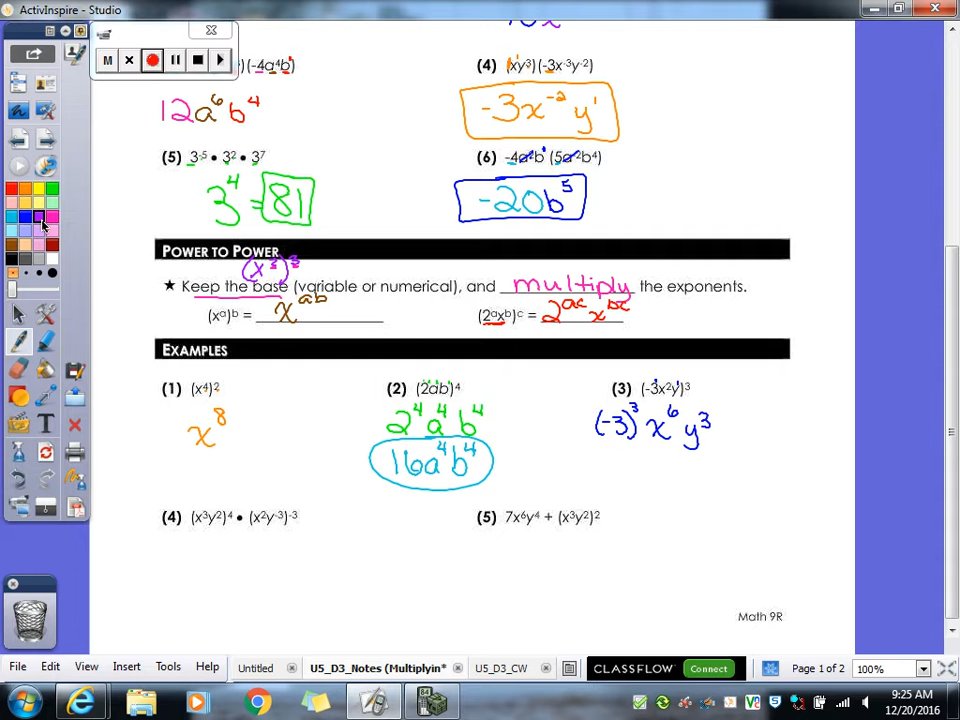 ActivInspire - Studio
)(-4a⁴b¹)
(4) (xy³)(-3x⁻³y⁻²)
12a⁶b⁴
-3x⁻²y¹
(5) 3⁻⁵ • 3² • 3⁷
(6) -4a²b (5a⁻²b⁴)
3⁴ = 81
-20b⁵
POWER TO POWER
(x²)³
★ Keep the base (variable or numerical), and multiply the exponents.
(xᵃ)ᵇ = xᵃᵇ
(2ᵃxᵇ)ᶜ = 2ᵃᶜxᵇᶜ
EXAMPLES
(1) (x⁴)²
(2) (2ab)⁴
(3) (-3x²y)³
x⁸
2⁴a⁴b⁴
(-3)³x⁶y³
16a⁴b⁴
(4) (x³y²)⁴ • (x²y⁻³)⁻³
(5) 7x⁶y⁴ + (x³y²)²
Math 9R
File Edit View Insert Tools Help Untitled U5_D3_Notes (Multiplyin* U5_D3_CW CLASSFLOW Connect Page 1 of 2 100%
9:25 AM
12/20/2016